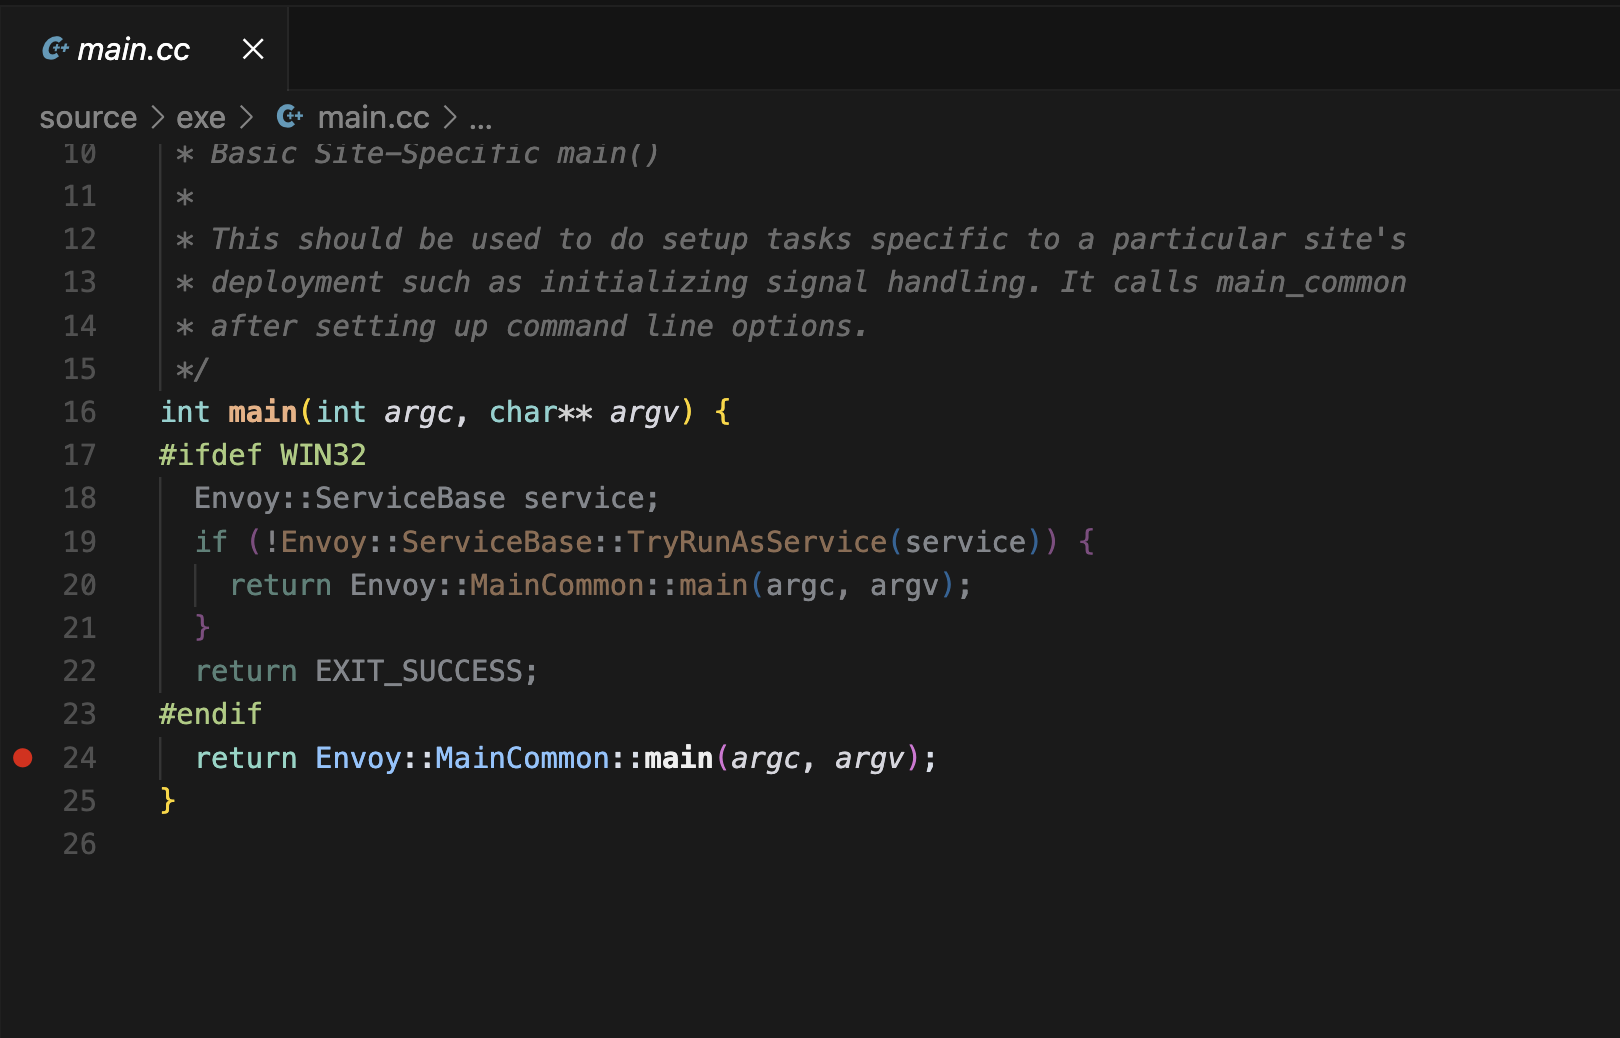 main.cc
source > exe > main.cc > ...
10 * Basic Site-Specific main()
11 *
12 * This should be used to do setup tasks specific to a particular site's
13 * deployment such as initializing signal handling. It calls main_common
14 * after setting up command line options.
15 */
16 int main(int argc, char** argv) {
17 #ifdef WIN32
18   Envoy::ServiceBase service;
19   if (!Envoy::ServiceBase::TryRunAsService(service)) {
20     return Envoy::MainCommon::main(argc, argv);
21   }
22   return EXIT_SUCCESS;
23 #endif
24   return Envoy::MainCommon::main(argc, argv);
25 }
26